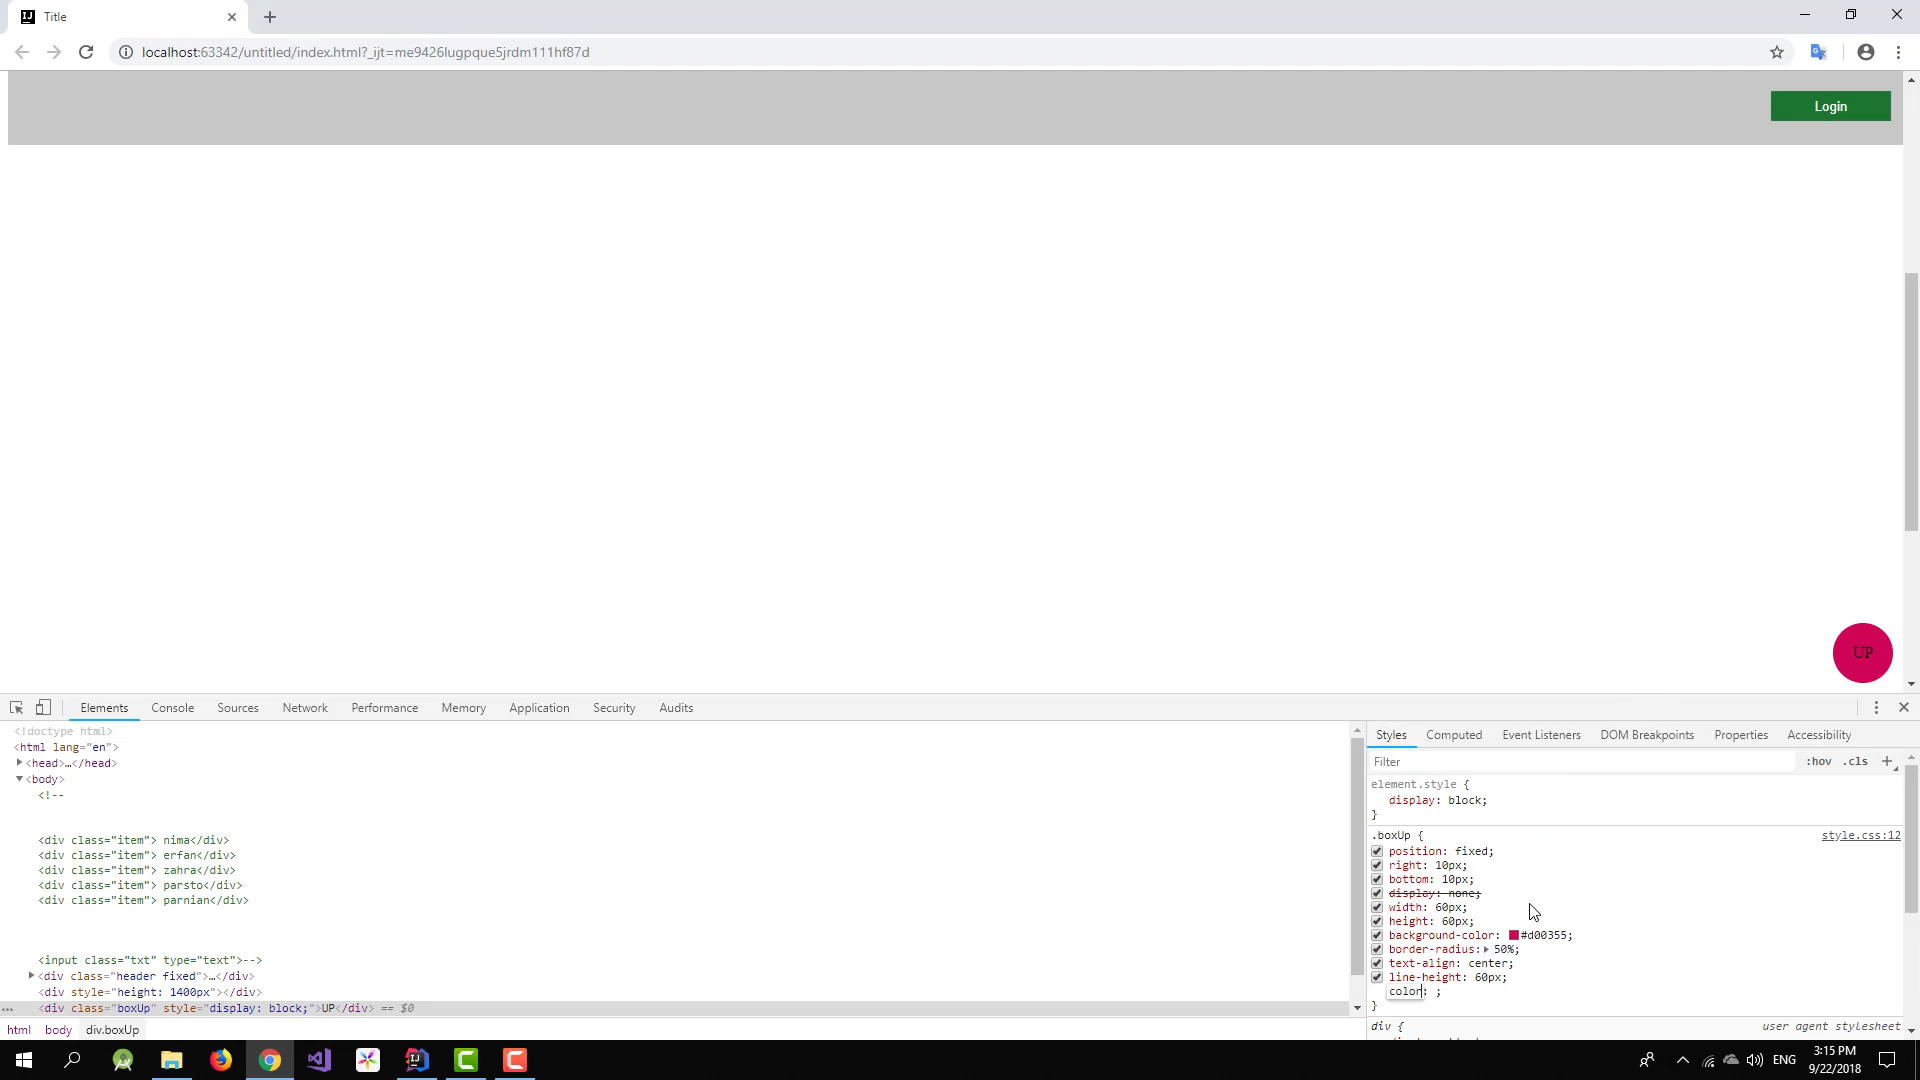 Title
localhost:63342/untitled/index.html?_ijt=me9426lugpque5jrdm111hf87d
Login
UP
Elements Console Sources Network Performance Memory Application Security Audits
<!doctype html>
<html lang="en">
<head>…</head>
<body>
<!--
<div class="item"> nima</div>
<div class="item"> erfan</div>
<div class="item"> zahra</div>
<div class="item"> parsto</div>
<div class="item"> parnian</div>
<input class="txt" type="text">-->
<div class="header fixed">…</div>
<div style="height: 1400px"></div>
... <div class="boxUp" style="display: block;">UP</div> == $0
html body div.boxUp
Styles Computed Event Listeners DOM Breakpoints Properties Accessibility
Filter :hov .cls +
element.style {
display: block;
}
.boxUp { style.css:12
position: fixed;
right: 10px;
bottom: 10px;
display: none;
width: 60px;
height: 60px;
background-color: #d00355;
border-radius: 50%;
text-align: center;
line-height: 60px;
color: ;
}
div { user agent stylesheet
ENG
3:15 PM
9/22/2018